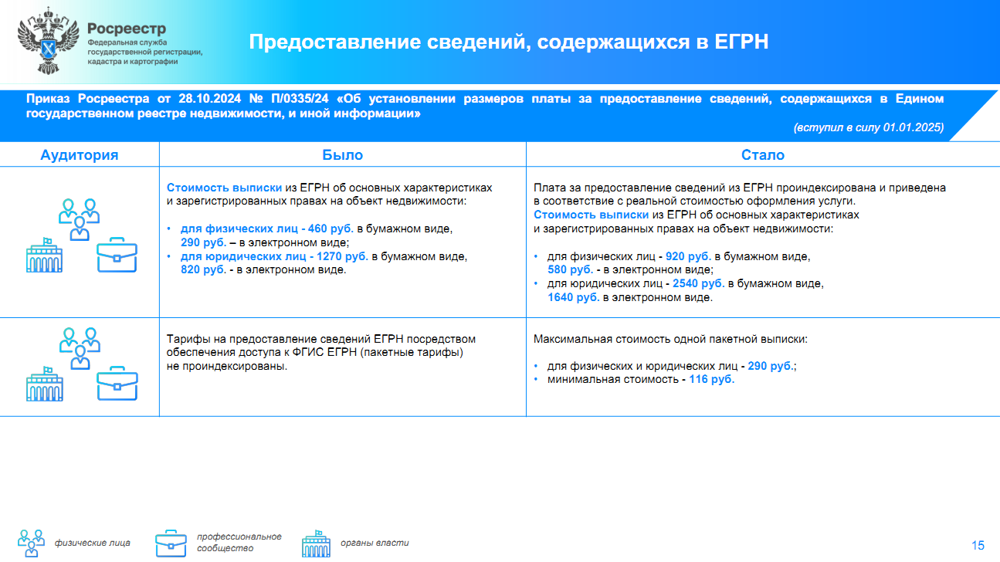 Росреестр
Федеральная служба
государственной регистрации,
кадастра и картографии
Предоставление сведений, содержащихся в ЕГРН
Приказ Росреестра от 28.10.2024 № П/0335/24 «Об установлении размеров платы за предоставление сведений, содержащихся в Едином
государственном реестре недвижимости, и иной информации»
(вступил в силу 01.01.2025)
Аудитория
Было
Стало
Стоимость выписки из ЕГРН об основных характеристиках
и зарегистрированных правах на объект недвижимости:
• для физических лиц - 460 руб. в бумажном виде,
290 руб. – в электронном виде;
• для юридических лиц - 1270 руб. в бумажном виде,
820 руб. - в электронном виде.
Плата за предоставление сведений из ЕГРН проиндексирована и приведена
в соответствие с реальной стоимостью оформления услуги.
Стоимость выписки из ЕГРН об основных характеристиках
и зарегистрированных правах на объект недвижимости:
• для физических лиц - 920 руб. в бумажном виде,
580 руб. - в электронном виде;
• для юридических лиц - 2540 руб. в бумажном виде,
1640 руб. в электронном виде.
Тарифы на предоставление сведений ЕГРН посредством
обеспечения доступа к ФГИС ЕГРН (пакетные тарифы)
не проиндексированы.
Максимальная стоимость одной пакетной выписки:
• для физических и юридических лиц - 290 руб.;
• минимальная стоимость - 116 руб.
физические лица
профессиональное
сообщество
органы власти
15